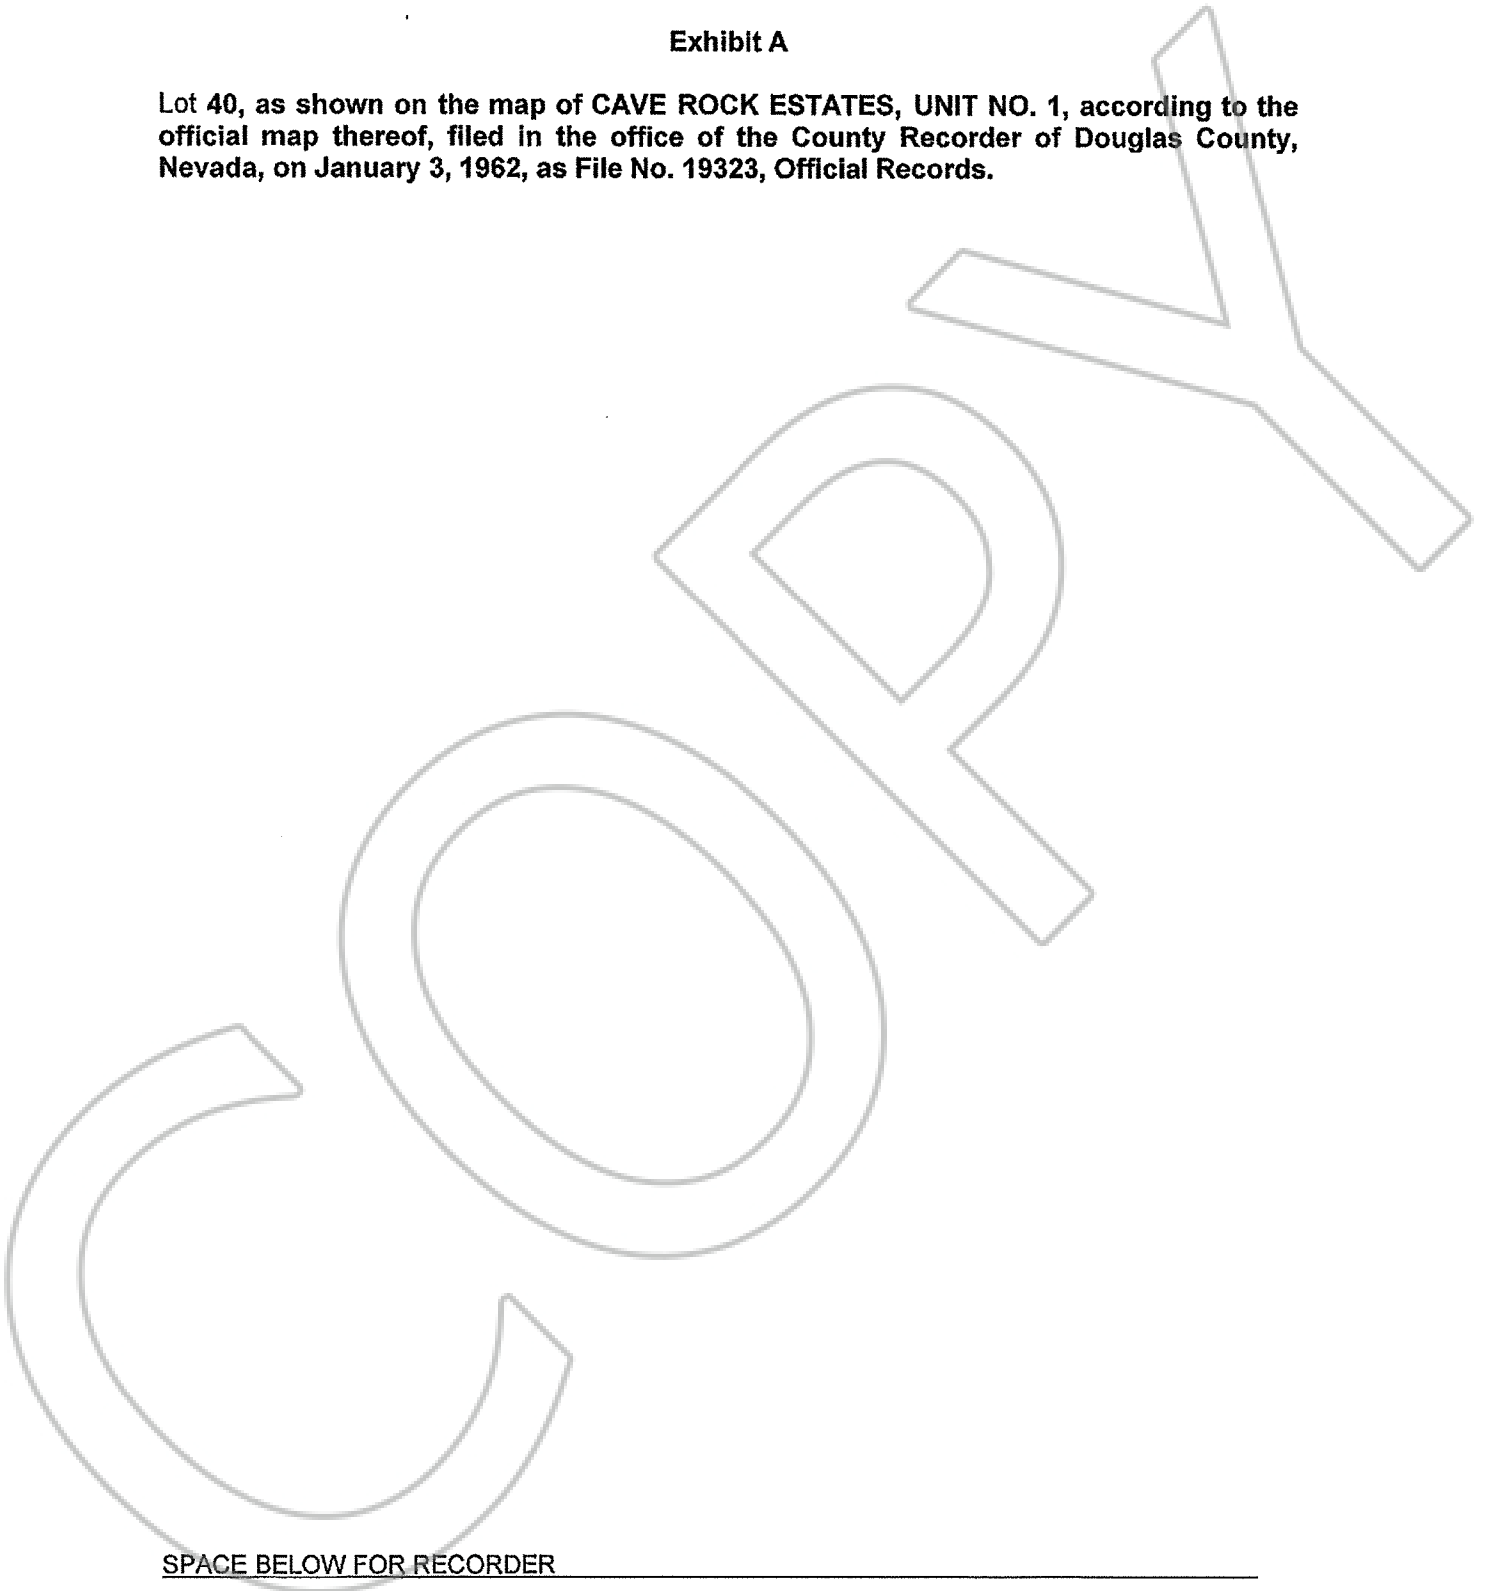 Exhibit A
Lot 40, as shown on the map of CAVE ROCK ESTATES, UNIT NO. 1, according to the
official map thereof, filed in the office of the County Recorder of Douglas County,
Nevada, on January 3, 1962, as File No. 19323, Official Records.
COPY
SPACE BELOW FOR RECORDER